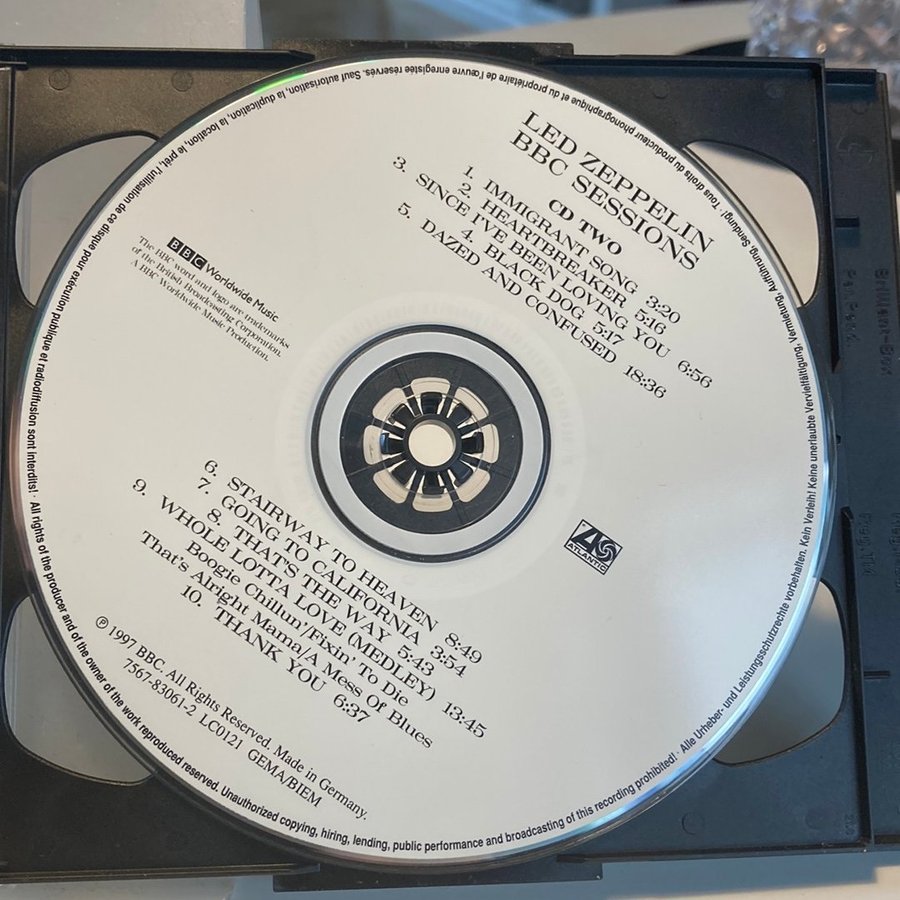 LED ZEPPELIN
BBC SESSIONS
CD TWO
1. IMMIGRANT SONG 3:20
2. HEARTBREAKER 5:16
3. SINCE I'VE BEEN LOVING YOU 6:56
4. BLACK DOG 5:17
5. DAZED AND CONFUSED 18:36
BBC Worldwide Music
The BBC word and logo are trademarks
of the British Broadcasting Corporation.
A BBC Worldwide Music Production.
ATLANTIC
6. STAIRWAY TO HEAVEN 8:49
7. GOING TO CALIFORNIA 3:54
8. THAT'S THE WAY 5:43
9. WHOLE LOTTA LOVE (MEDLEY) 13:45
Boogie Chillun'/Fixin' To Die
That's Alright Mama/A Mess Of Blues
10. THANK YOU 6:37
℗ 1997 BBC. All Rights Reserved. Made in Germany.
7567-83061-2 LC0121 GEMA/BIEM
All rights of the producer and of the owner of the work reproduced reserved. Unauthorized copying, hiring, lending, public performance and broadcasting of this recording prohibited! · Alle Urheber- und Leistungsschutzrechte vorbehalten. Kein Verleih! Keine unerlaubte Vervielfältigung, Vermietung, Aufführung, Sendung! · Tous droits du producteur phonographique et du propriétaire de l'œuvre enregistrée réservés. Sauf autorisation, la duplication, la location, le prêt, l'utilisation de ce disque pour exécution publique et radiodiffusion sont interdits! ·